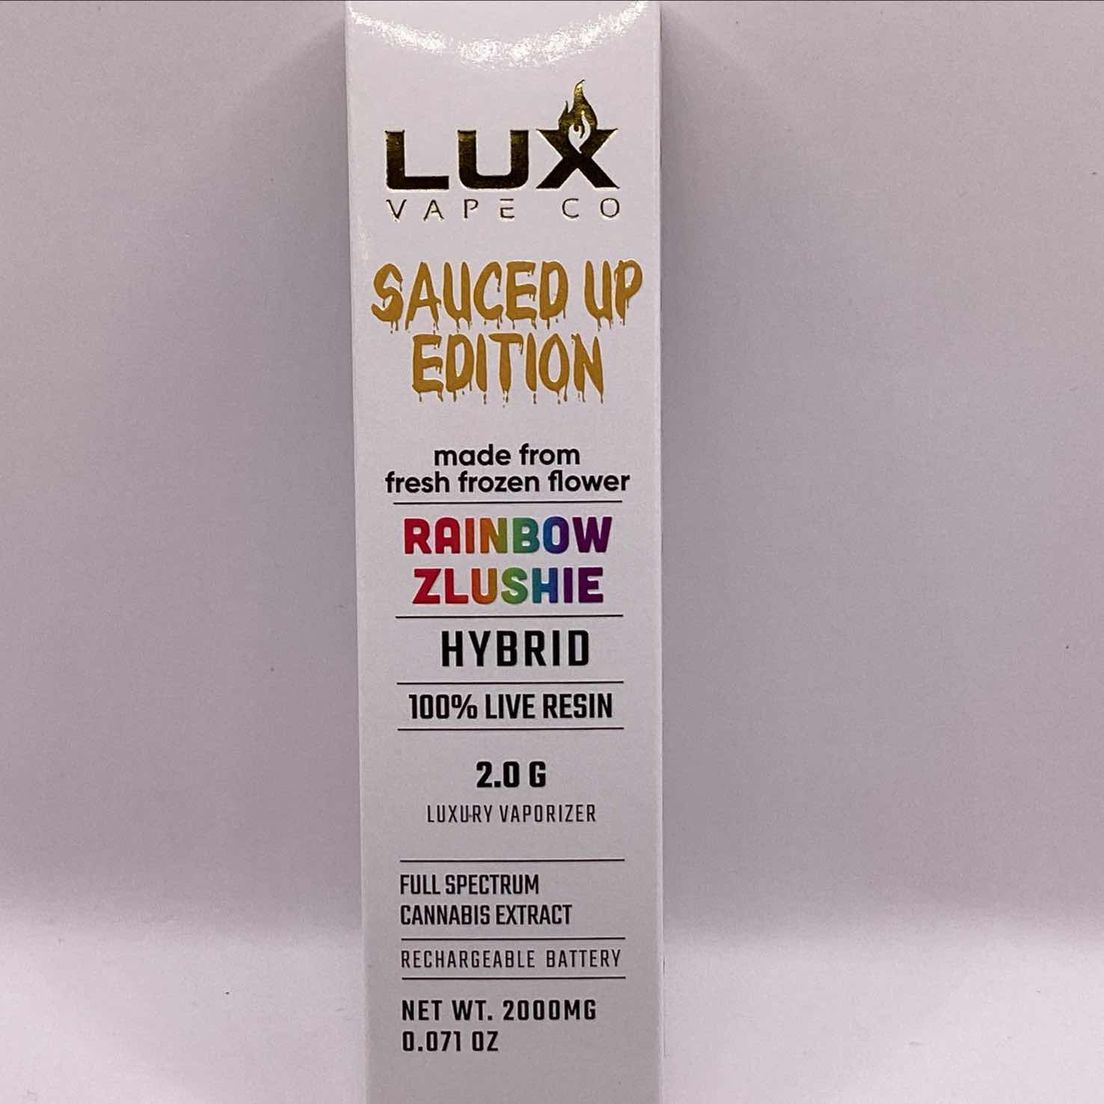 LUX
VAPE CO
SAUCED UP
EDITION
made from
fresh frozen flower
RAINBOW
ZLUSHIE
HYBRID
100% LIVE RESIN
2.0 G
LUXURY VAPORIZER
FULL SPECTRUM
CANNABIS EXTRACT
RECHARGEABLE BATTERY
NET WT. 2000MG
0.071 OZ